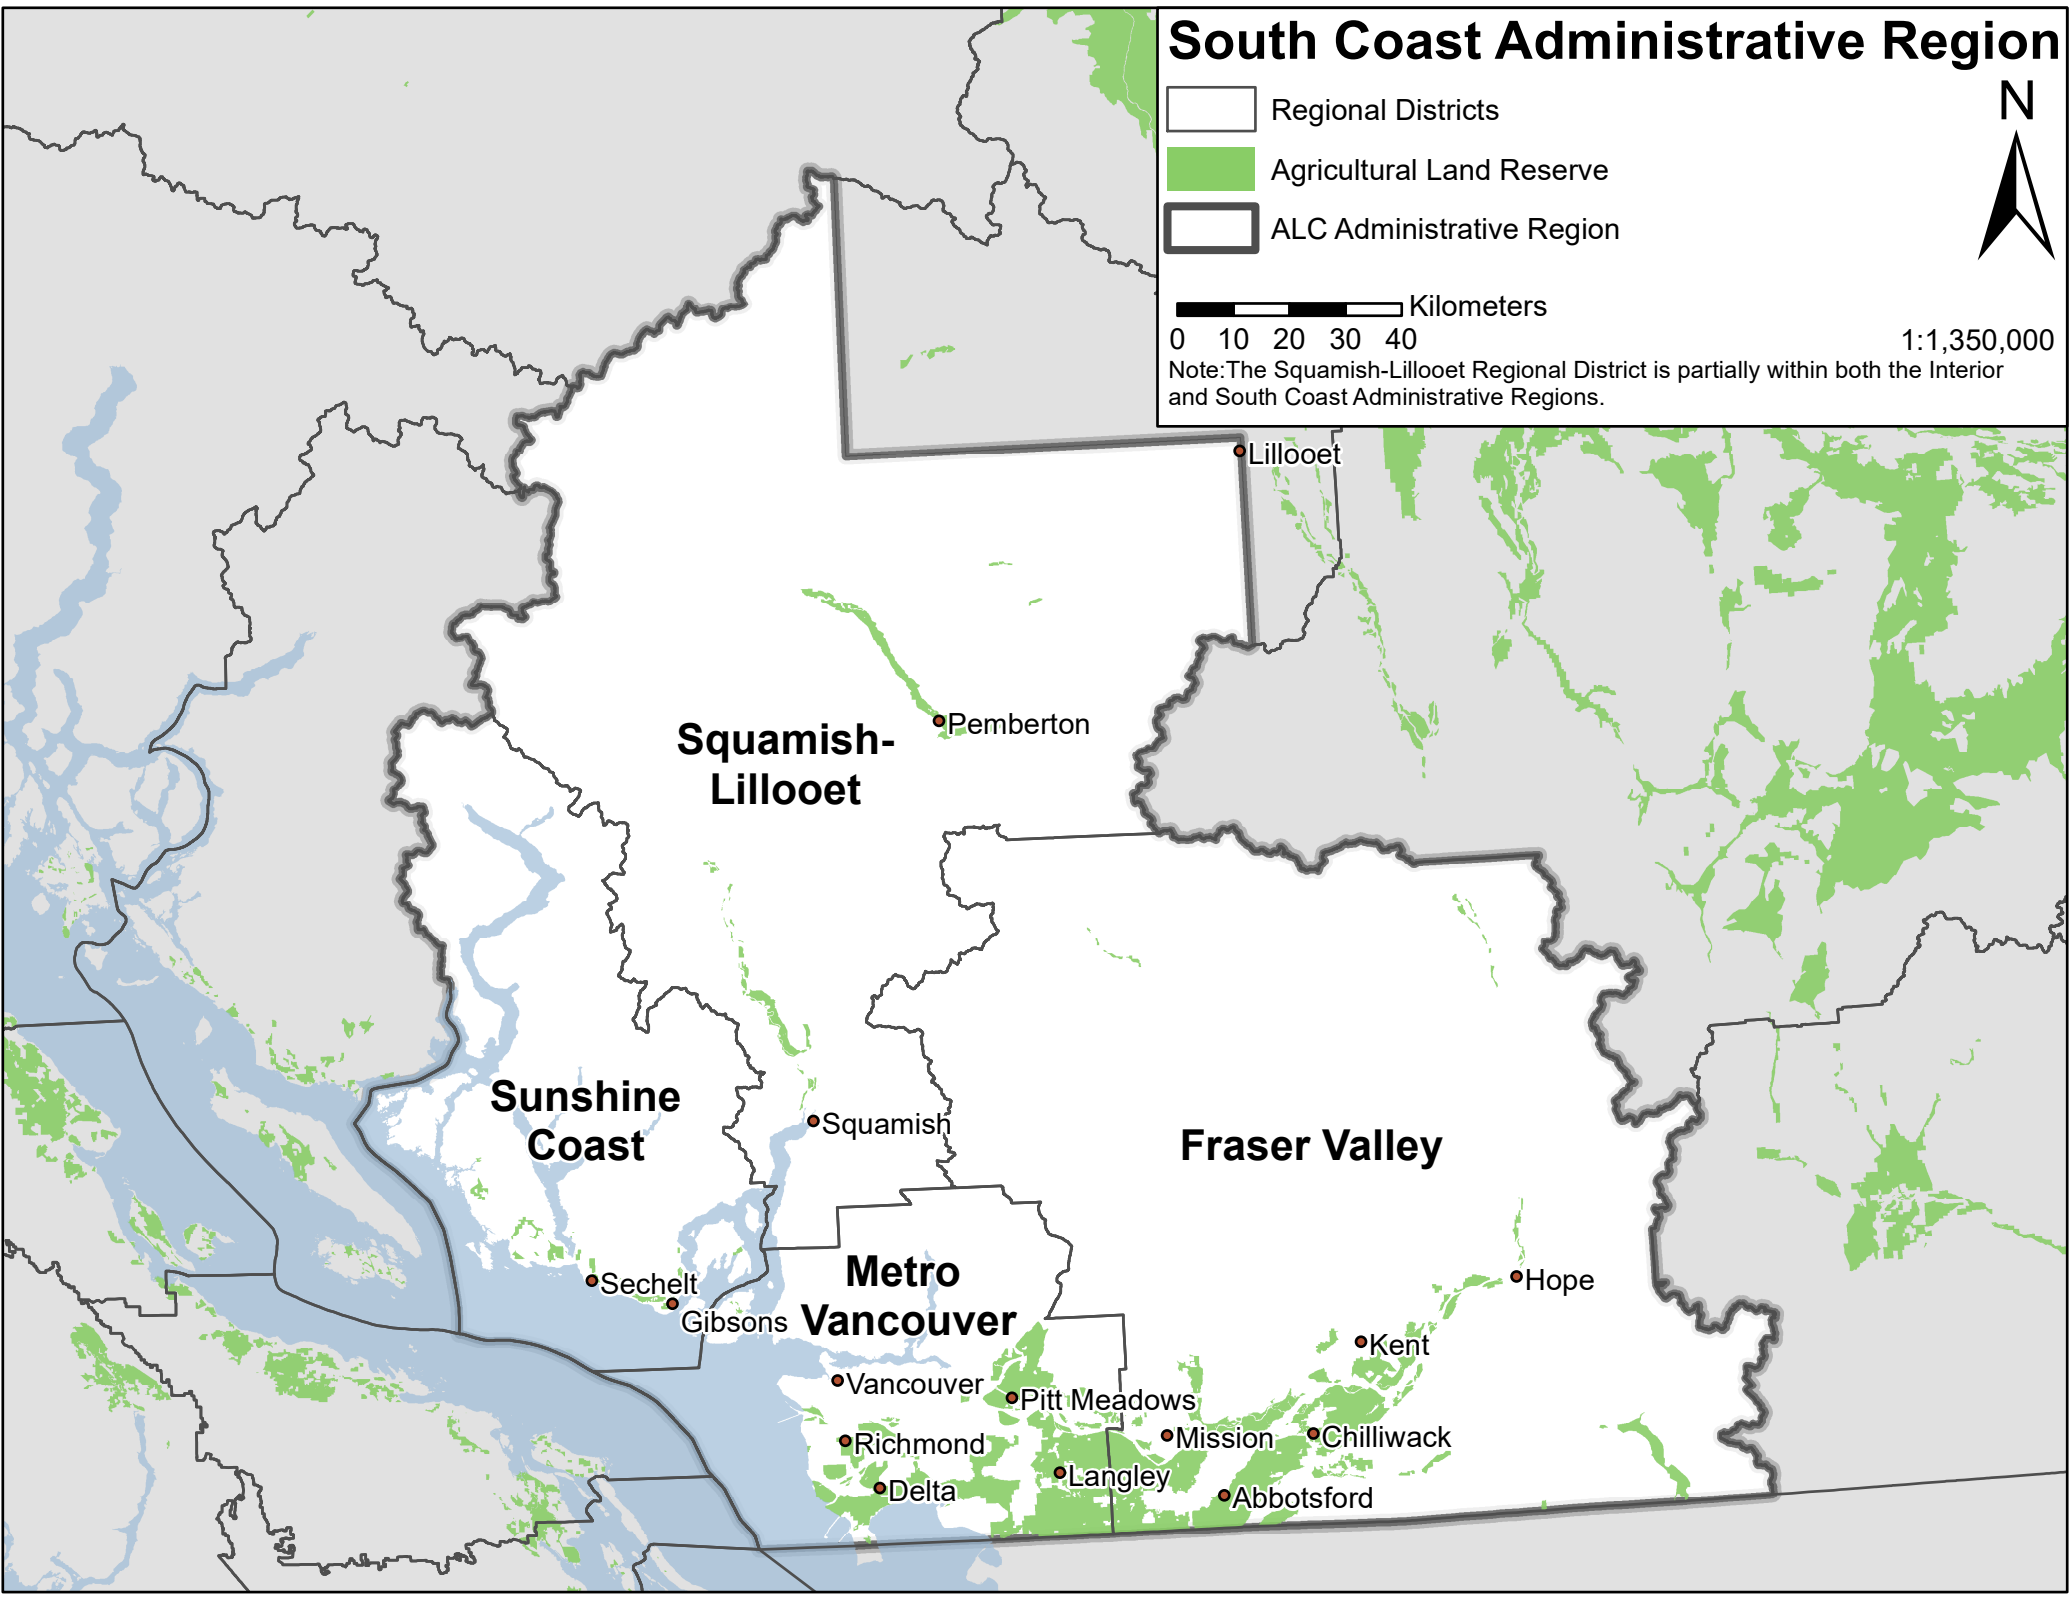 South Coast Administrative Region
Regional Districts
N
Agricultural Land Reserve
ALC Administrative Region
Kilometers
0 10 20 30 40
1:1,350,000
Note:The Squamish-Lillooet Regional District is partially within both the Interior
and South Coast Administrative Regions.
Lillooet
Pemberton
Squamish-
Lillooet
Sunshine
Coast
Squamish
Fraser Valley
Metro
Vancouver
Sechelt
Gibsons
Hope
Kent
Vancouver
Pitt Meadows
Richmond
Mission
Chilliwack
Langley
Delta
Abbotsford